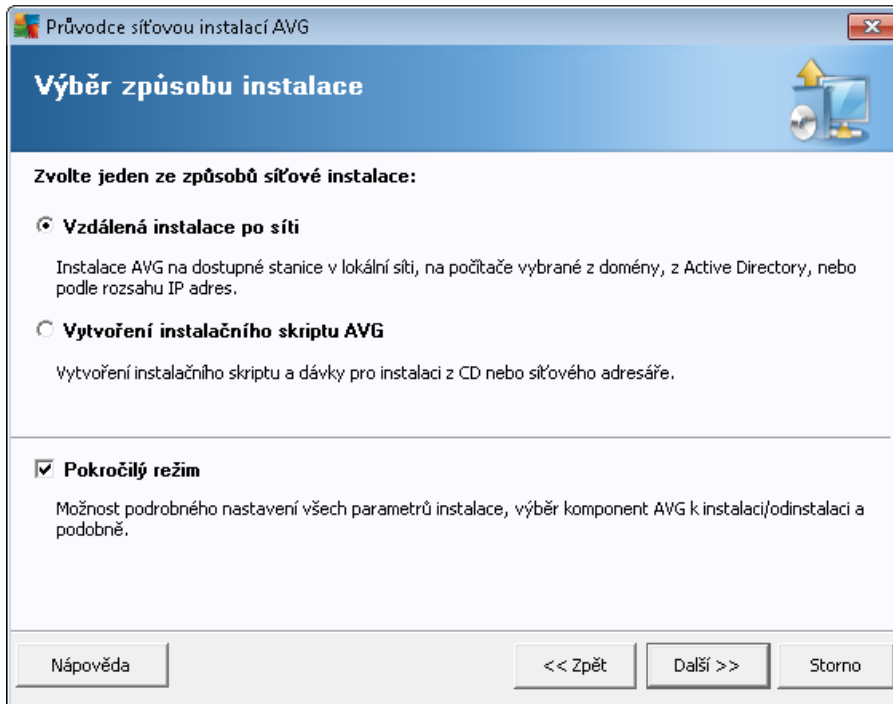 Průvodce síťovou instalací AVG
Výběr způsobu instalace
Zvolte jeden ze způsobů síťové instalace:
Vzdálená instalace po síti
Instalace AVG na dostupné stanice v lokální síti, na počítače vybrané z domény, z Active Directory, nebo
podle rozsahu IP adres.
Vytvoření instalačního skriptu AVG
Vytvoření instalačního skriptu a dávky pro instalaci z CD nebo síťového adresáře.
Pokročilý režim
Možnost podrobného nastavení všech parametrů instalace, výběr komponent AVG k instalaci/odinstalaci a
podobně.
Nápověda
<< Zpět
Další >>
Storno